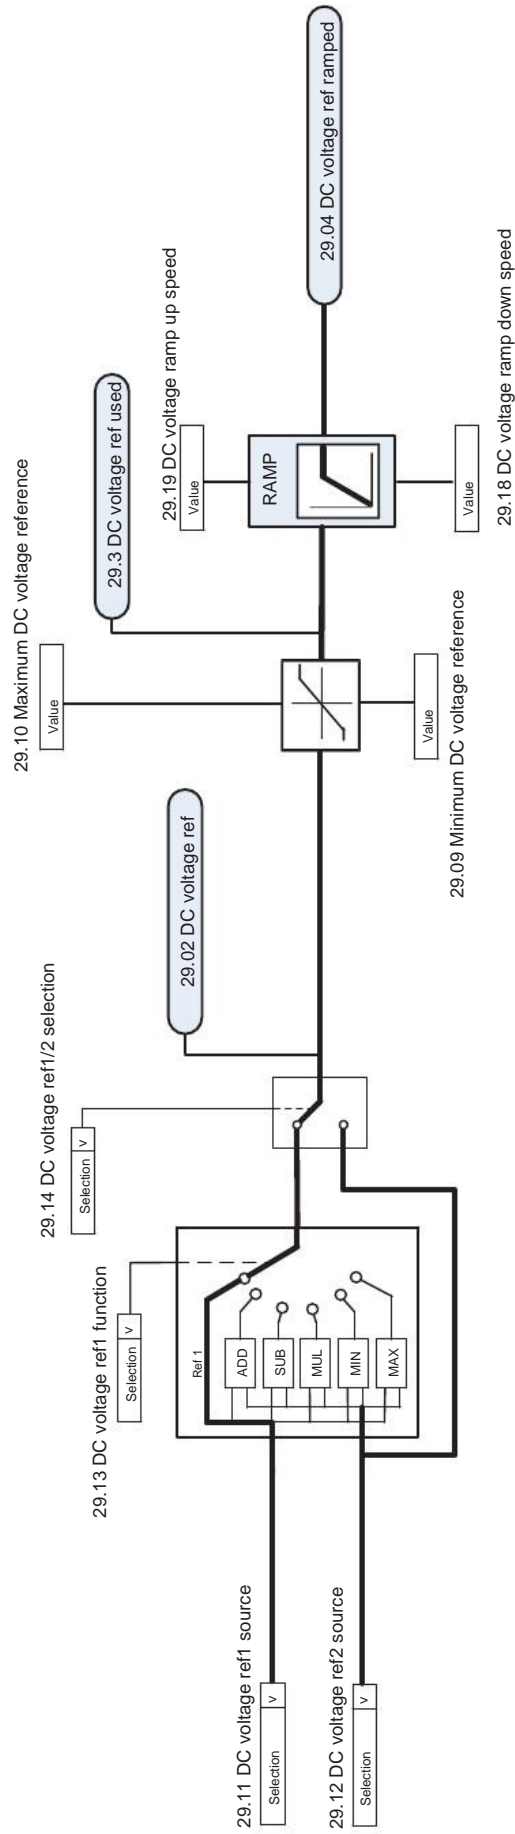 29.11 DC voltage ref1 source
Selection v
29.12 DC voltage ref2 source
Selection v
29.13 DC voltage ref1 function
Selection v
Ref 1
ADD
SUB
MUL
MIN
MAX
29.14 DC voltage ref1/2 selection
Selection v
29.02 DC voltage ref
29.10 Maximum DC voltage reference
Value
29.09 Minimum DC voltage reference
Value
29.3 DC voltage ref used
29.19 DC voltage ramp up speed
Value
RAMP
Value
29.18 DC voltage ramp down speed
29.04 DC voltage ref ramped